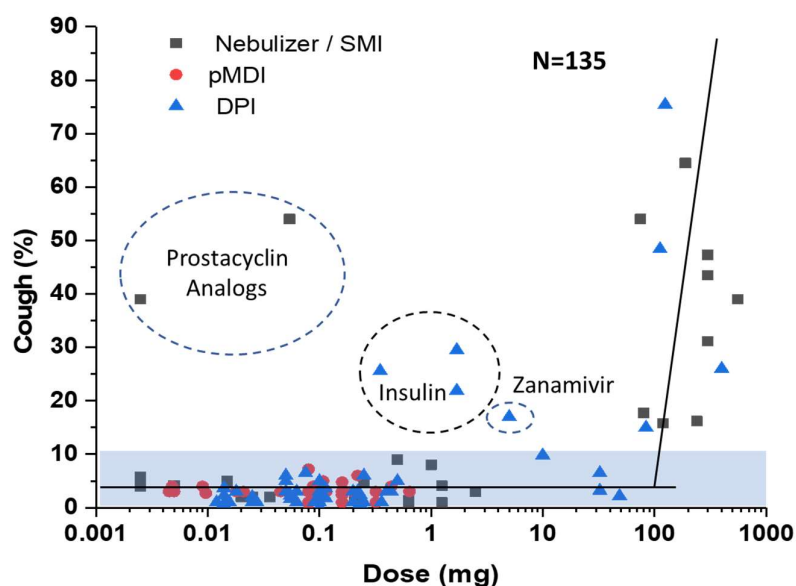 90
80
70
60
50
40
30
20
10
0
Cough (%)
Nebulizer / SMI
pMDI
DPI
N=135
Prostacyclin
Analogs
Insulin
Zanamivir
0.001 0.01 0.1 1 10 100 1000
Dose (mg)